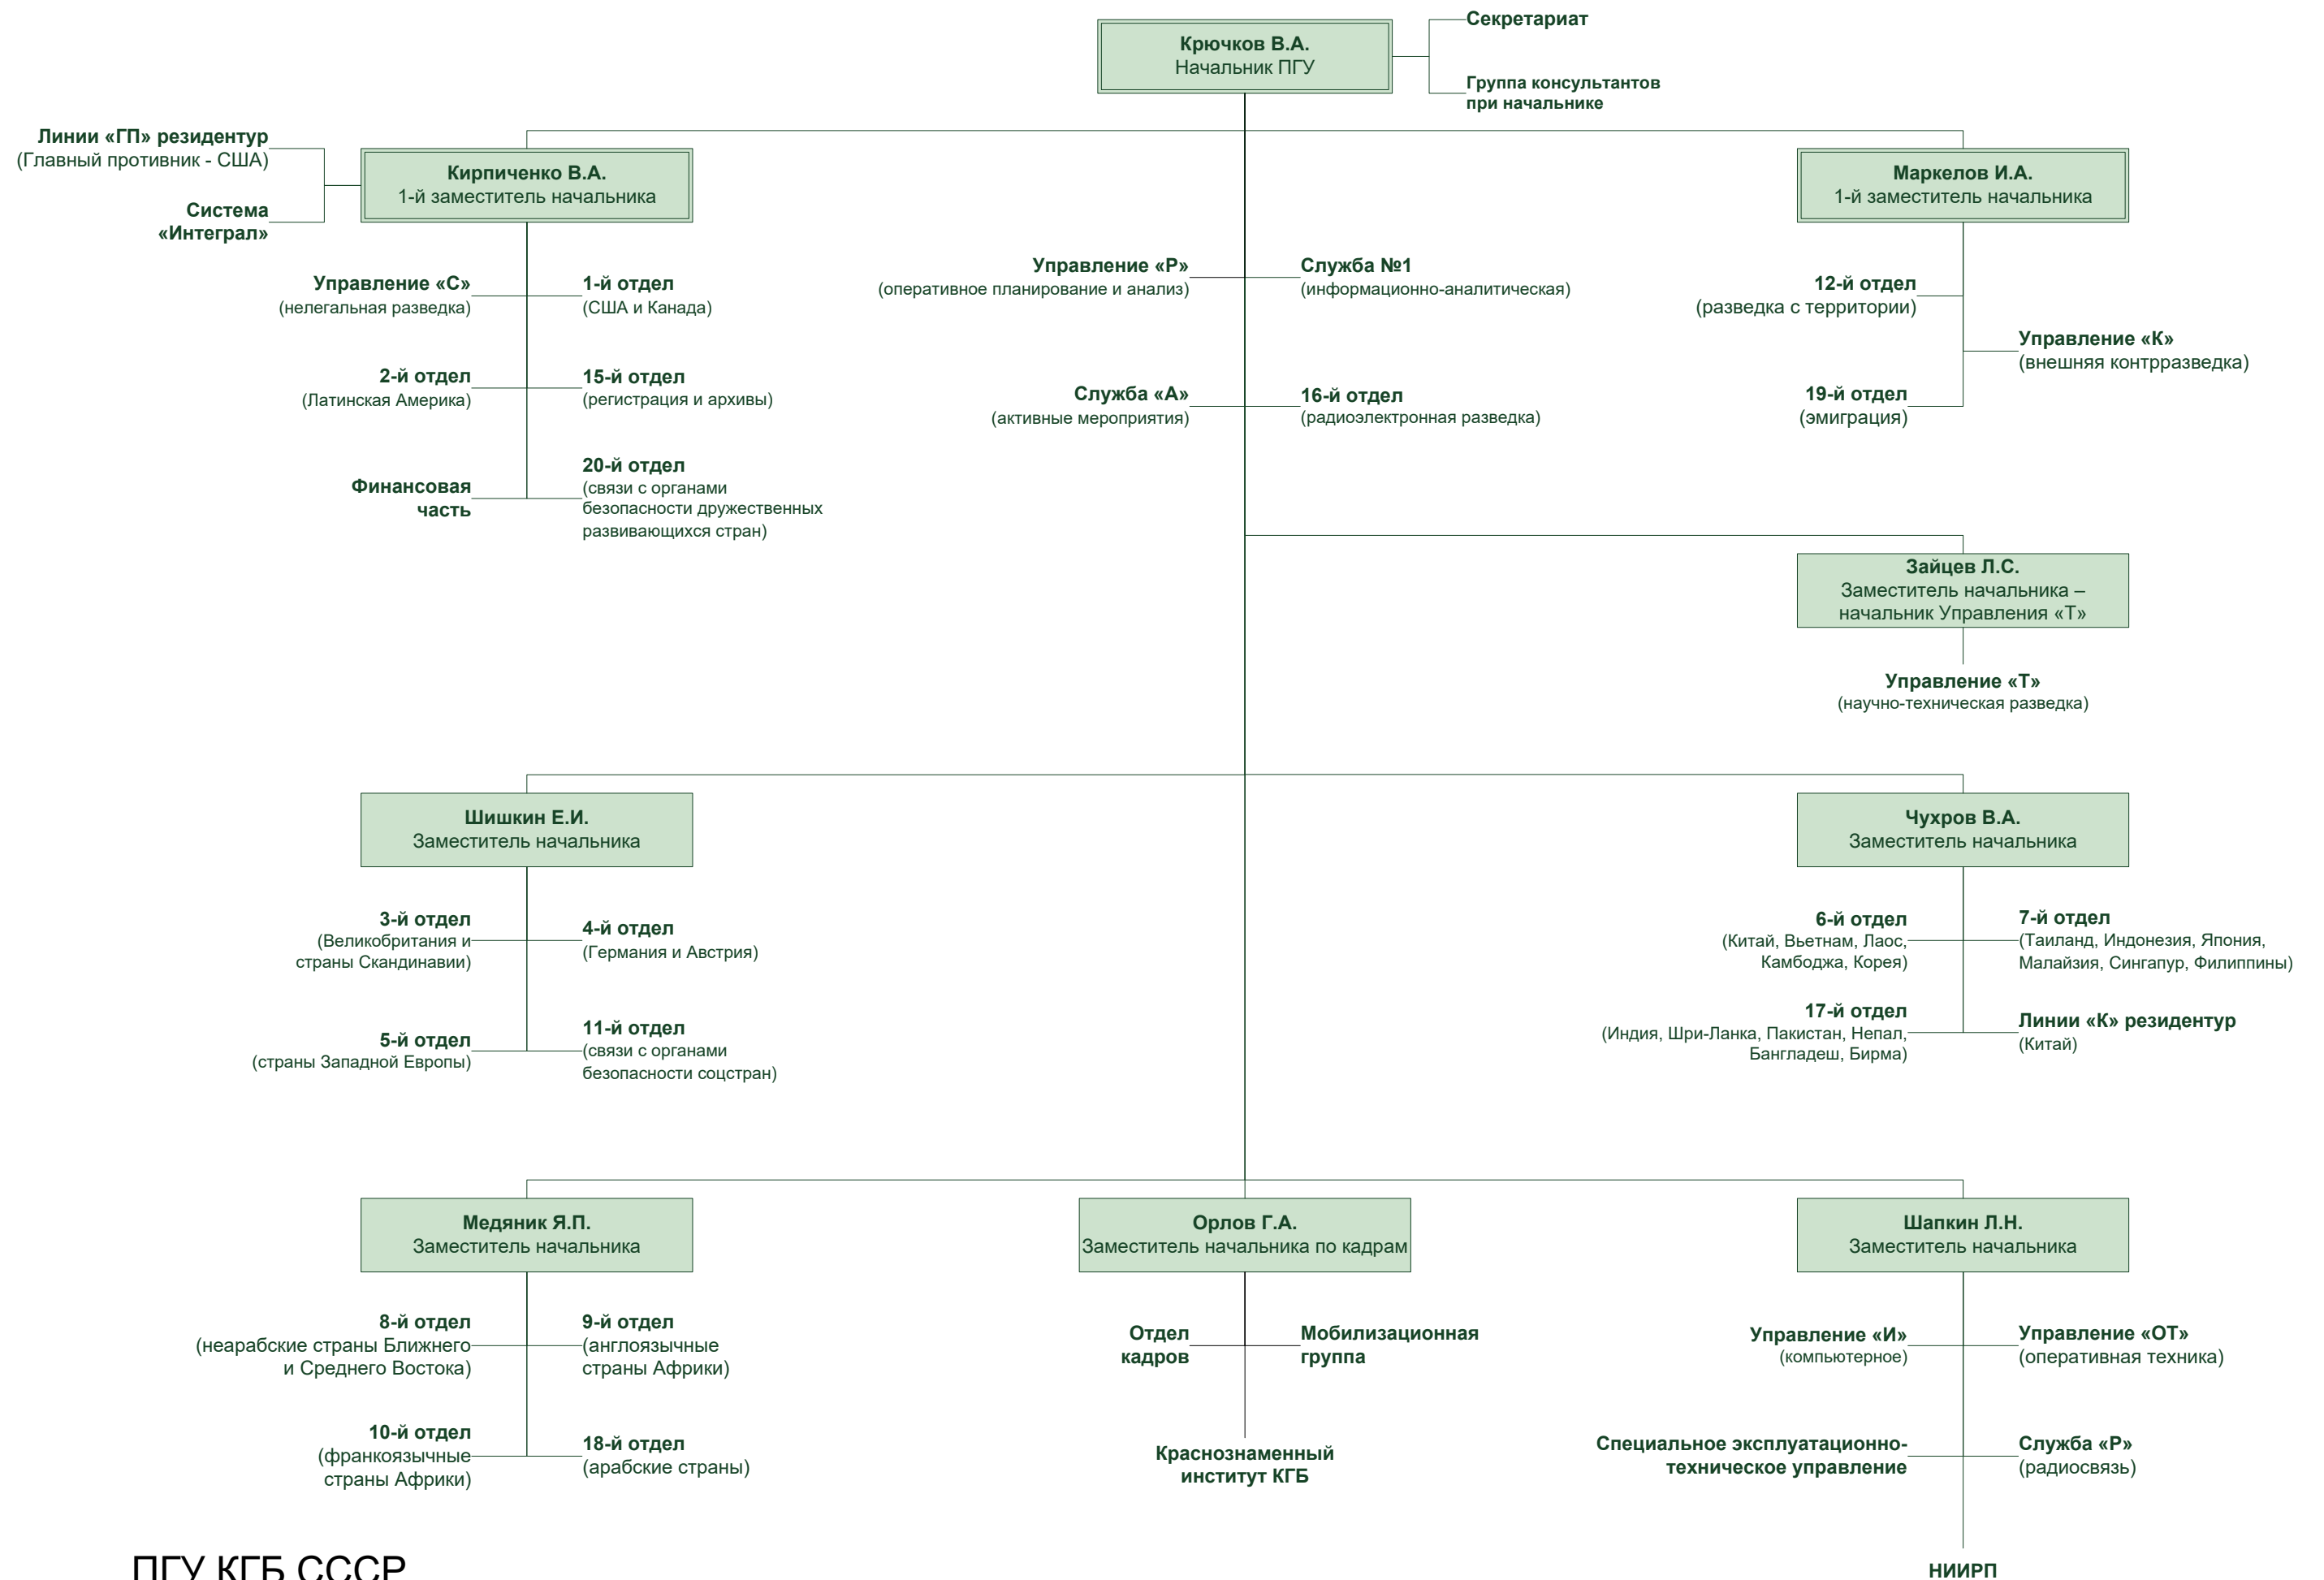 Секретариат
Крючков В.А.
Начальник ПГУ
Группа консультантов
при начальнике
Линии «ГП» резидентур
(Главный противник - США)
Система
«Интеграл»
Кирпиченко В.А.
1-й заместитель начальника
Маркелов И.А.
1-й заместитель начальника
Управление «С»
(нелегальная разведка)
1-й отдел
(США и Канада)
2-й отдел
(Латинская Америка)
15-й отдел
(регистрация и архивы)
Финансовая
часть
20-й отдел
(связи с органами
безопасности дружественных
развивающихся стран)
Управление «Р»
(оперативное планирование и анализ)
Служба №1
(информационно-аналитическая)
Служба «А»
(активные мероприятия)
16-й отдел
(радиоэлектронная разведка)
12-й отдел
(разведка с территории)
Управление «К»
(внешняя контрразведка)
19-й отдел
(эмиграция)
Зайцев Л.С.
Заместитель начальника –
начальник Управления «Т»
Управление «Т»
(научно-техническая разведка)
Шишкин Е.И.
Заместитель начальника
3-й отдел
(Великобритания и
страны Скандинавии)
4-й отдел
(Германия и Австрия)
5-й отдел
(страны Западной Европы)
11-й отдел
(связи с органами
безопасности соцстран)
Чухров В.А.
Заместитель начальника
6-й отдел
(Китай, Вьетнам, Лаос,
Камбоджа, Корея)
7-й отдел
(Таиланд, Индонезия, Япония,
Малайзия, Сингапур, Филиппины)
17-й отдел
(Индия, Шри-Ланка, Пакистан, Непал,
Бангладеш, Бирма)
Линии «К» резидентур
(Китай)
Медяник Я.П.
Заместитель начальника
8-й отдел
(неарабские страны Ближнего
и Среднего Востока)
9-й отдел
(англоязычные
страны Африки)
10-й отдел
(франкоязычные
страны Африки)
18-й отдел
(арабские страны)
Орлов Г.А.
Заместитель начальника по кадрам
Отдел
кадров
Мобилизационная
группа
Краснознаменный
институт КГБ
Шапкин Л.Н.
Заместитель начальника
Управление «И»
(компьютерное)
Управление «ОТ»
(оперативная техника)
Специальное эксплуатационно-
техническое управление
Служба «Р»
(радиосвязь)
НИИРП
ПГУ КГБ СССР